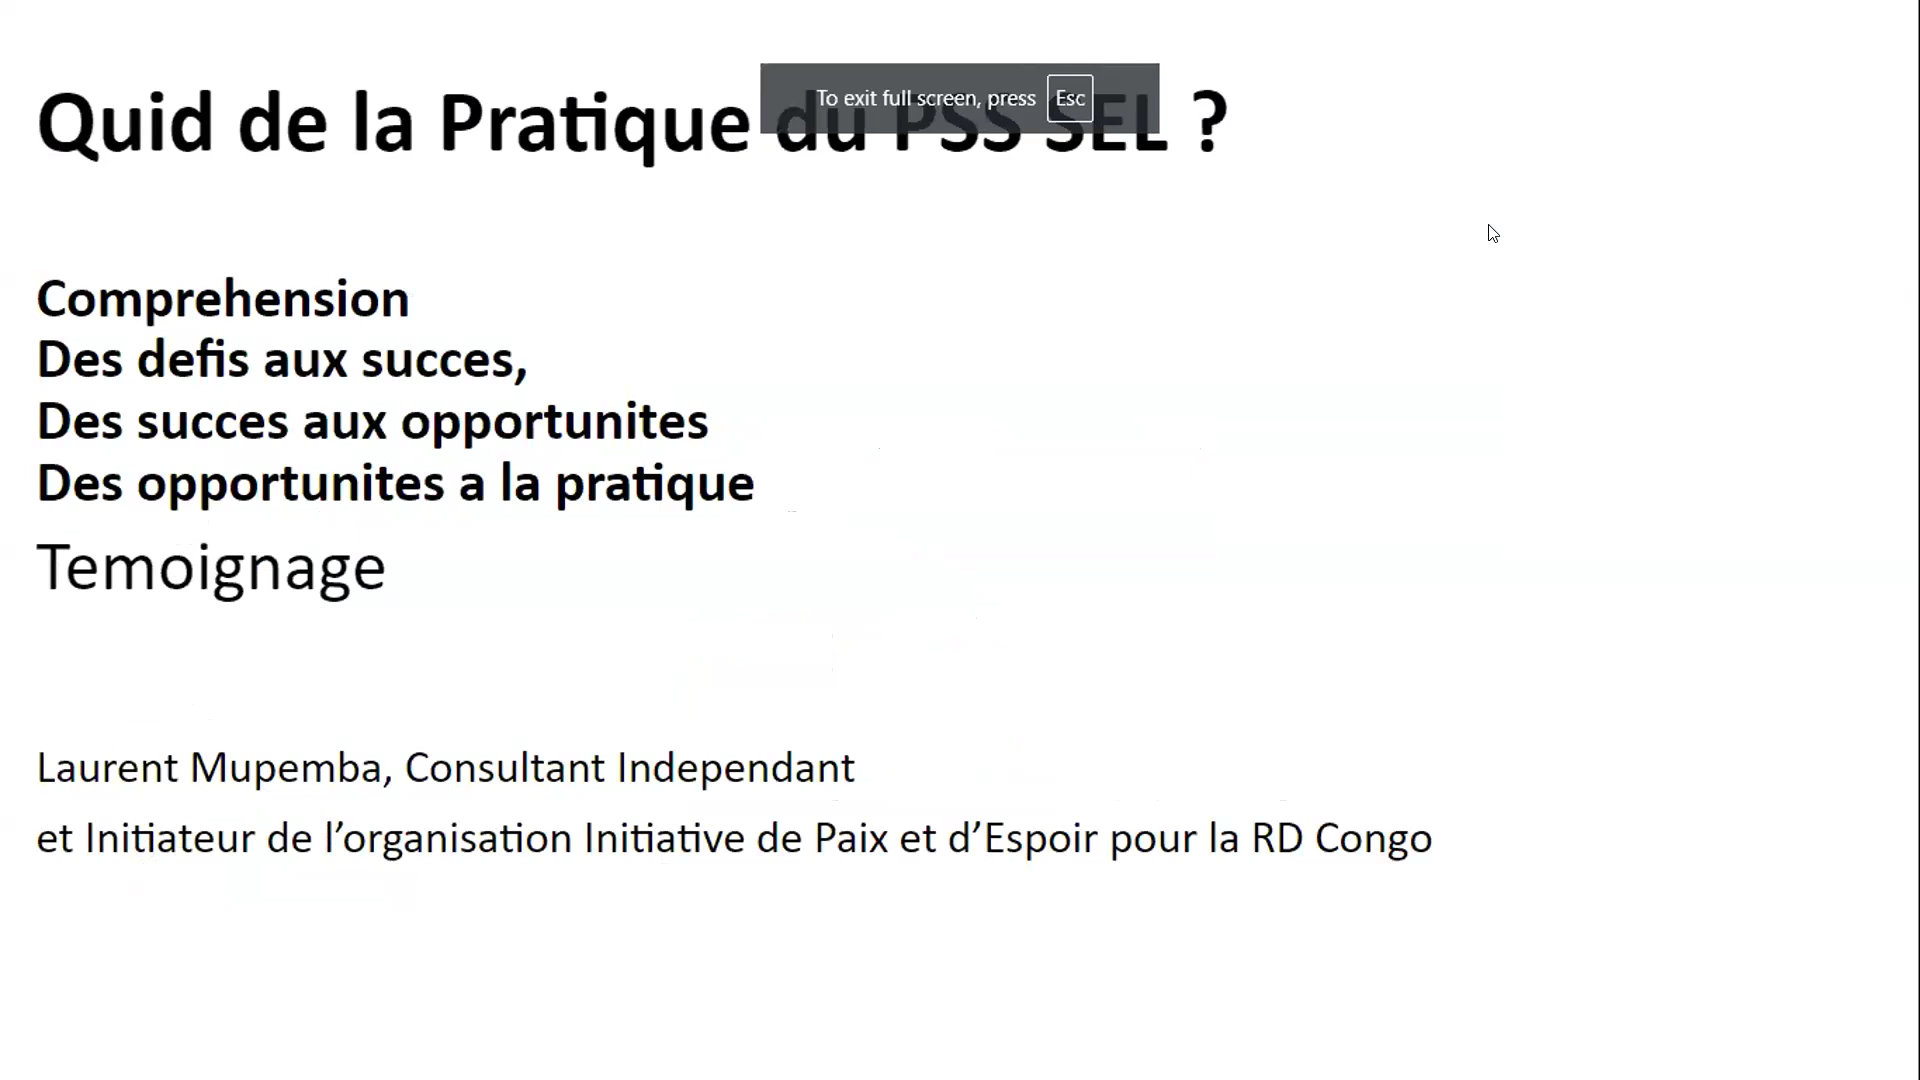 Quid de la Pratique du PSS SEL ?
To exit full screen, press Esc
Comprehension
Des defis aux succes,
Des succes aux opportunites
Des opportunites a la pratique
Temoignage
Laurent Mupemba, Consultant Independant
et Initiateur de l’organisation Initiative de Paix et d’Espoir pour la RD Congo